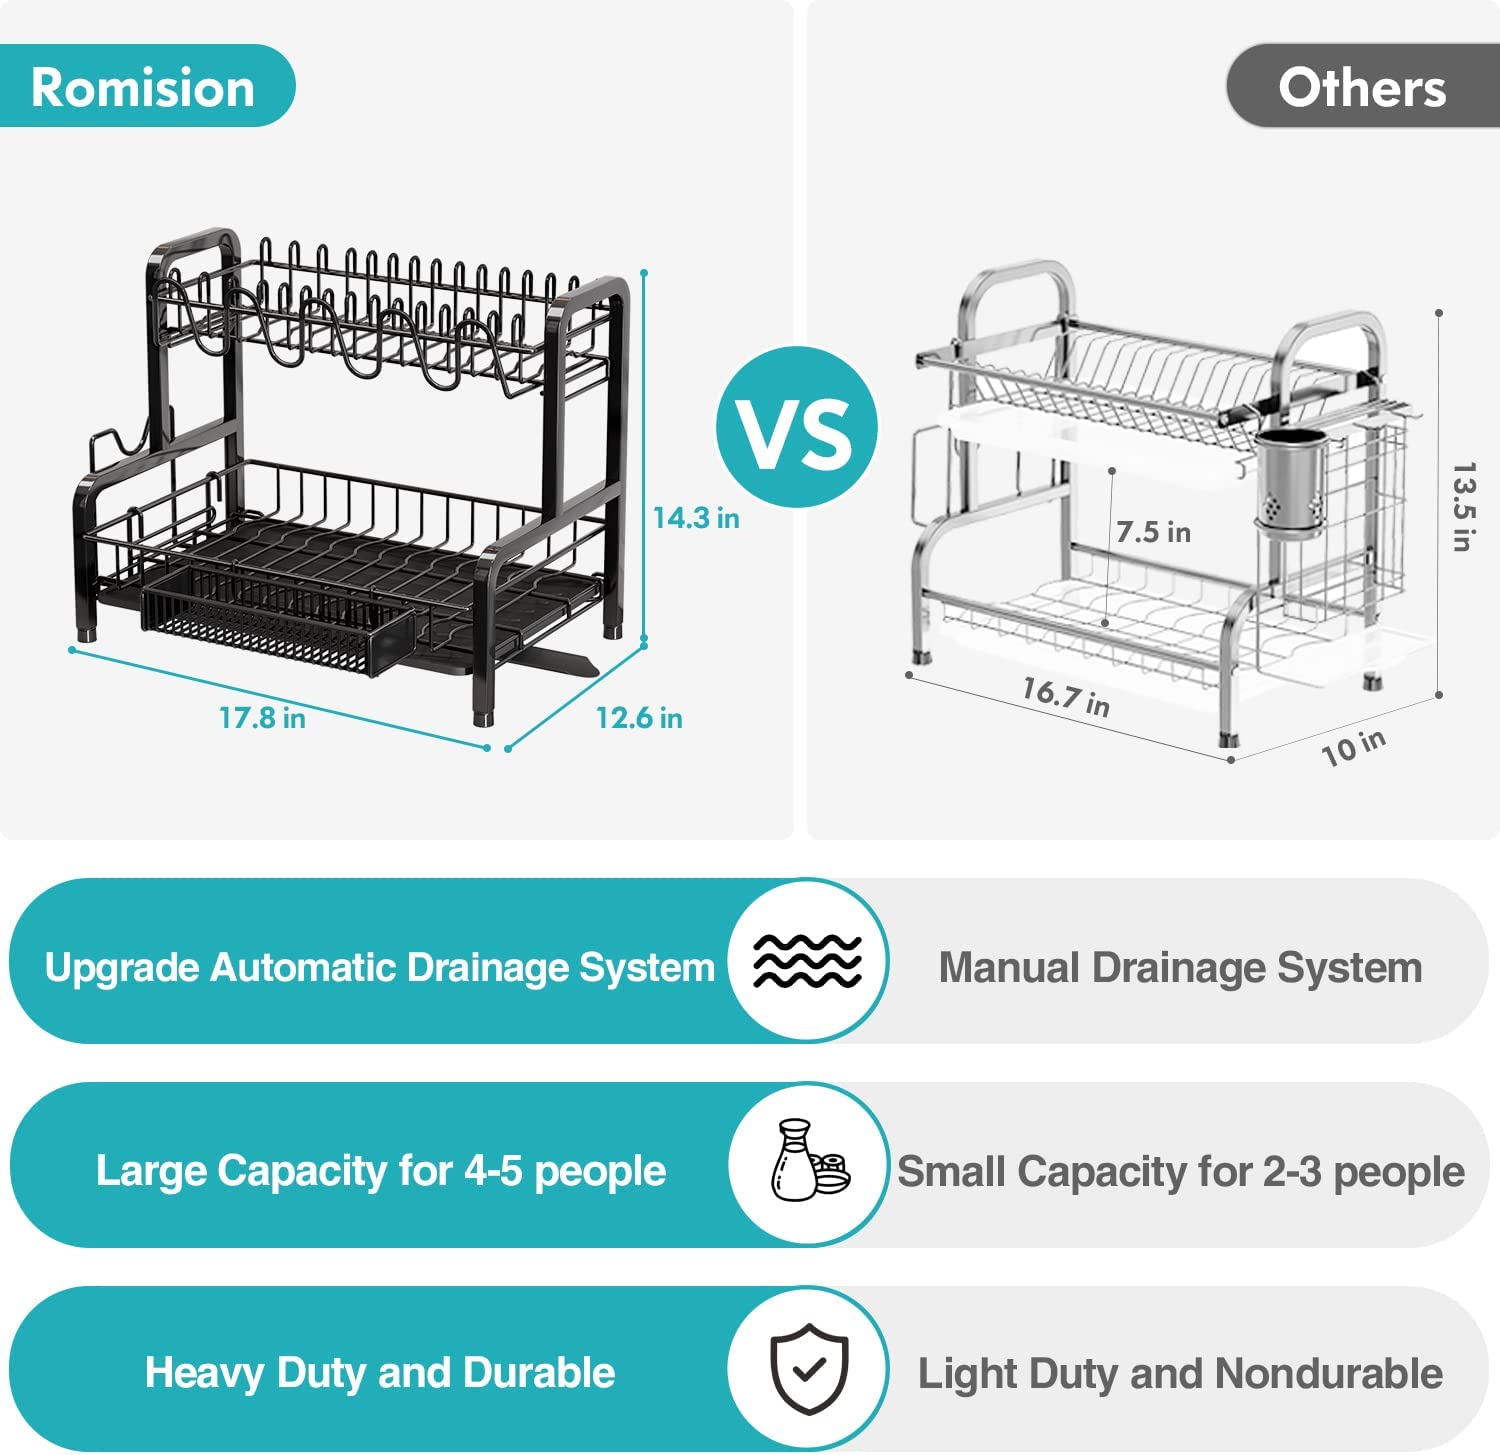 Romision
Others
VS
14.3 in
17.8 in
12.6 in
7.5 in
13.5 in
16.7 in
10 in
Upgrade Automatic Drainage System
Manual Drainage System
Large Capacity for 4-5 people
Small Capacity for 2-3 people
Heavy Duty and Durable
Light Duty and Nondurable